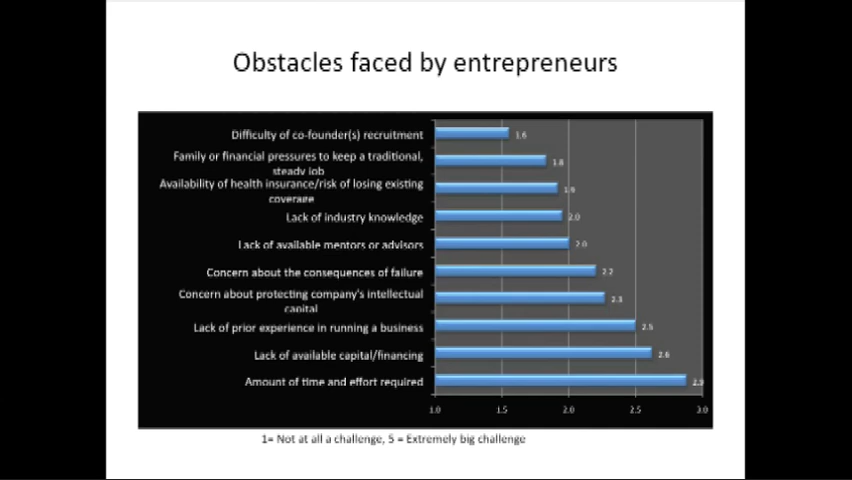 Obstacles faced by entrepreneurs
Difficulty of co-founder(s) recruitment
1.6
Family or financial pressures to keep a traditional,
steady job
1.8
Availability of health insurance/risk of losing existing
coverage
1.9
Lack of industry knowledge
2.0
Lack of available mentors or advisors
2.0
Concern about the consequences of failure
2.2
Concern about protecting company's intellectual
capital
2.3
Lack of prior experience in running a business
2.5
Lack of available capital/financing
2.6
Amount of time and effort required
2.9
1.0 1.5 2.0 2.5 3.0
1= Not at all a challenge, 5 = Extremely big challenge